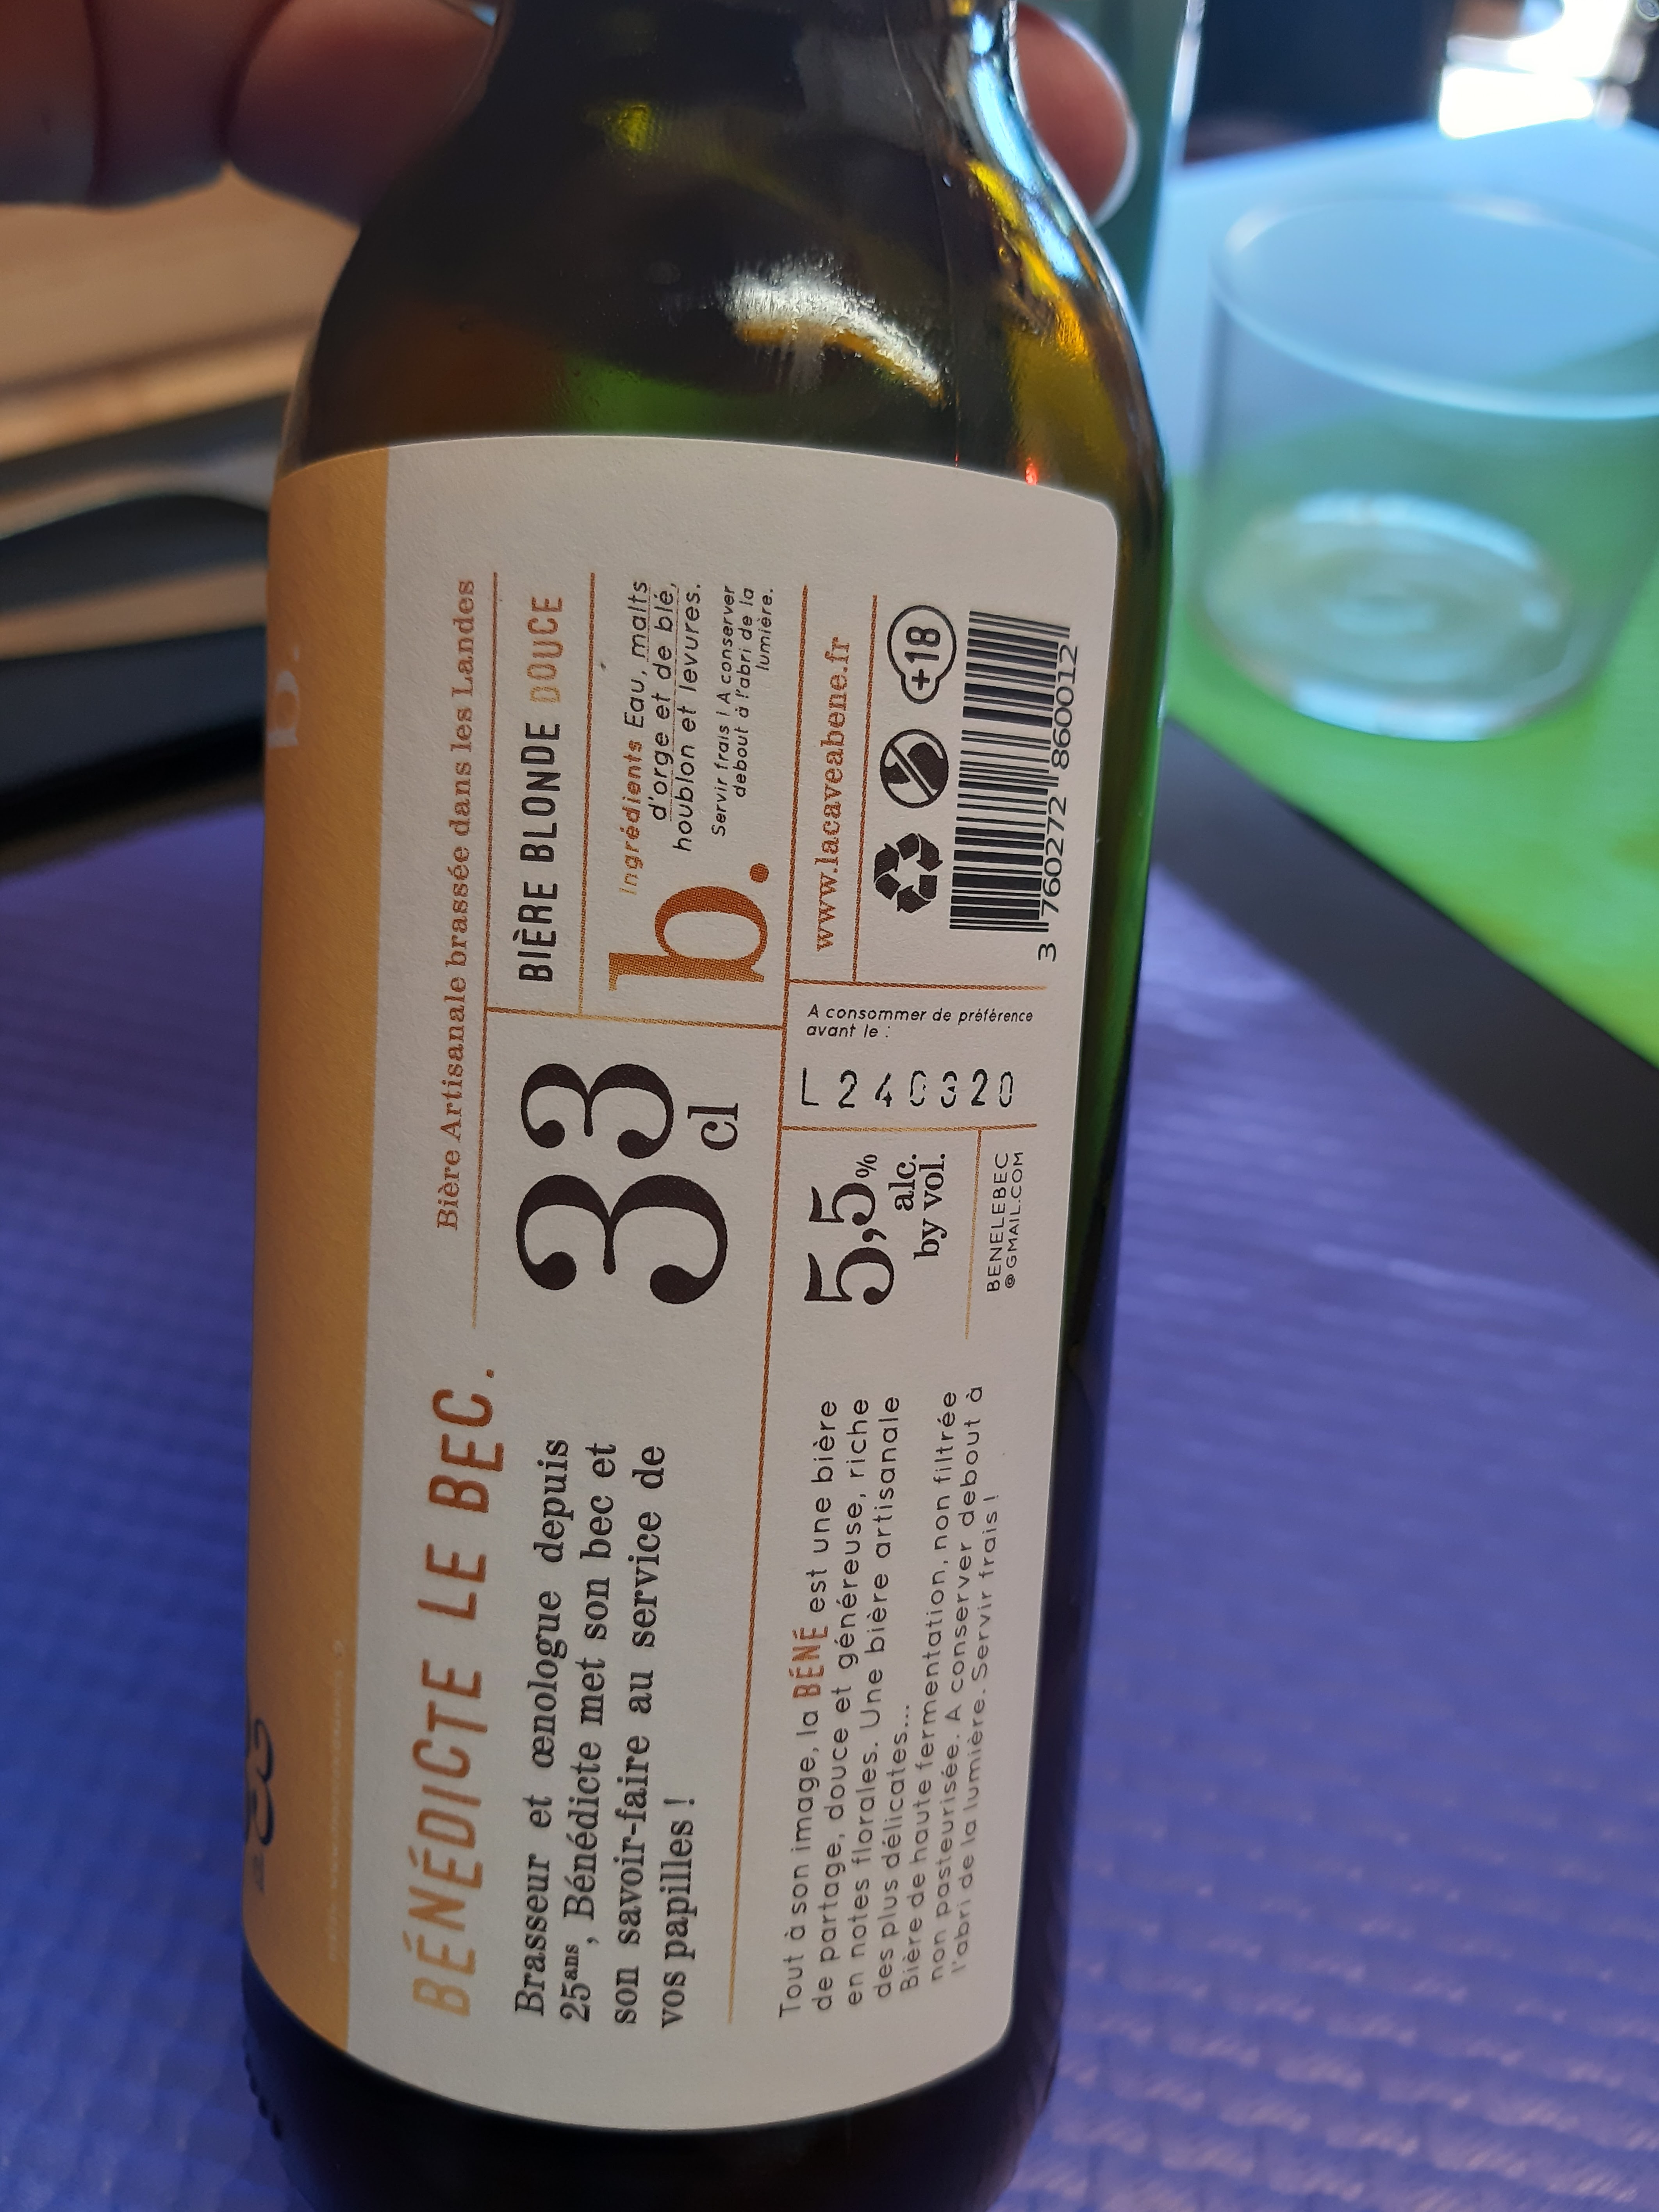 BÉNÉDICTE LE BEC.
Brasseur et œnologue depuis
25ans, Bénédicte met son bec et
son savoir-faire au service de
vos papilles !
Tout à son image, la BÉNÉ est une bière
de partage, douce et généreuse, riche
en notes florales. Une bière artisanale
des plus délicates...
Bière de haute fermentation, non filtrée
non pasteurisée. A conserver debout à
l'abri de la lumière. Servir frais !
Bière Artisanale brassée dans les Landes
33
cl
BIÈRE BLONDE DOUCE
b.
Ingrédients Eau, malts
d'orge et de blé,
houblon et levures.
Servir frais ! A conserver
debout à l'abri de la
lumière.
5,5%
alc.
by vol.
BENELEBEC
@GMAIL.COM
A consommer de préférence
avant le :
L240320
www.lacaveabene.fr
+18
3 760272 860012
b.